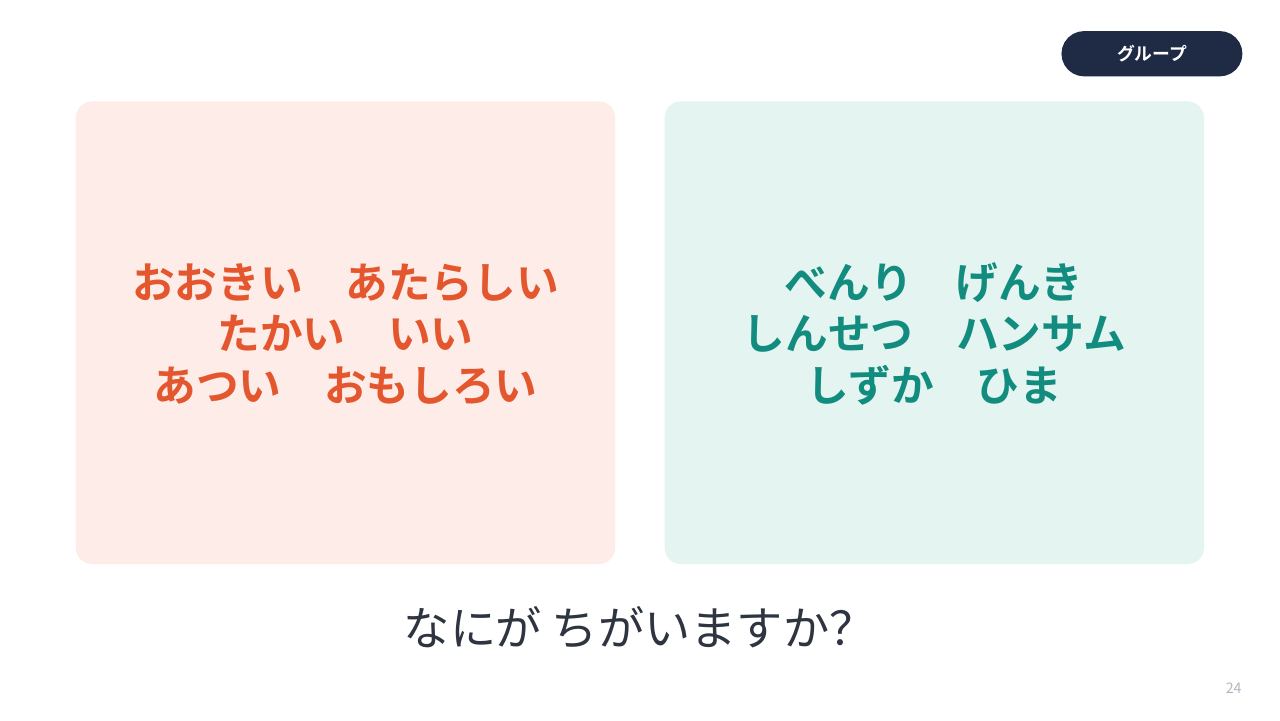 グループ
おおきい　あたらしい
たかい　いい
あつい　おもしろい
べんり　げんき
しんせつ　ハンサム
しずか　ひま
なにが ちがいますか?
24